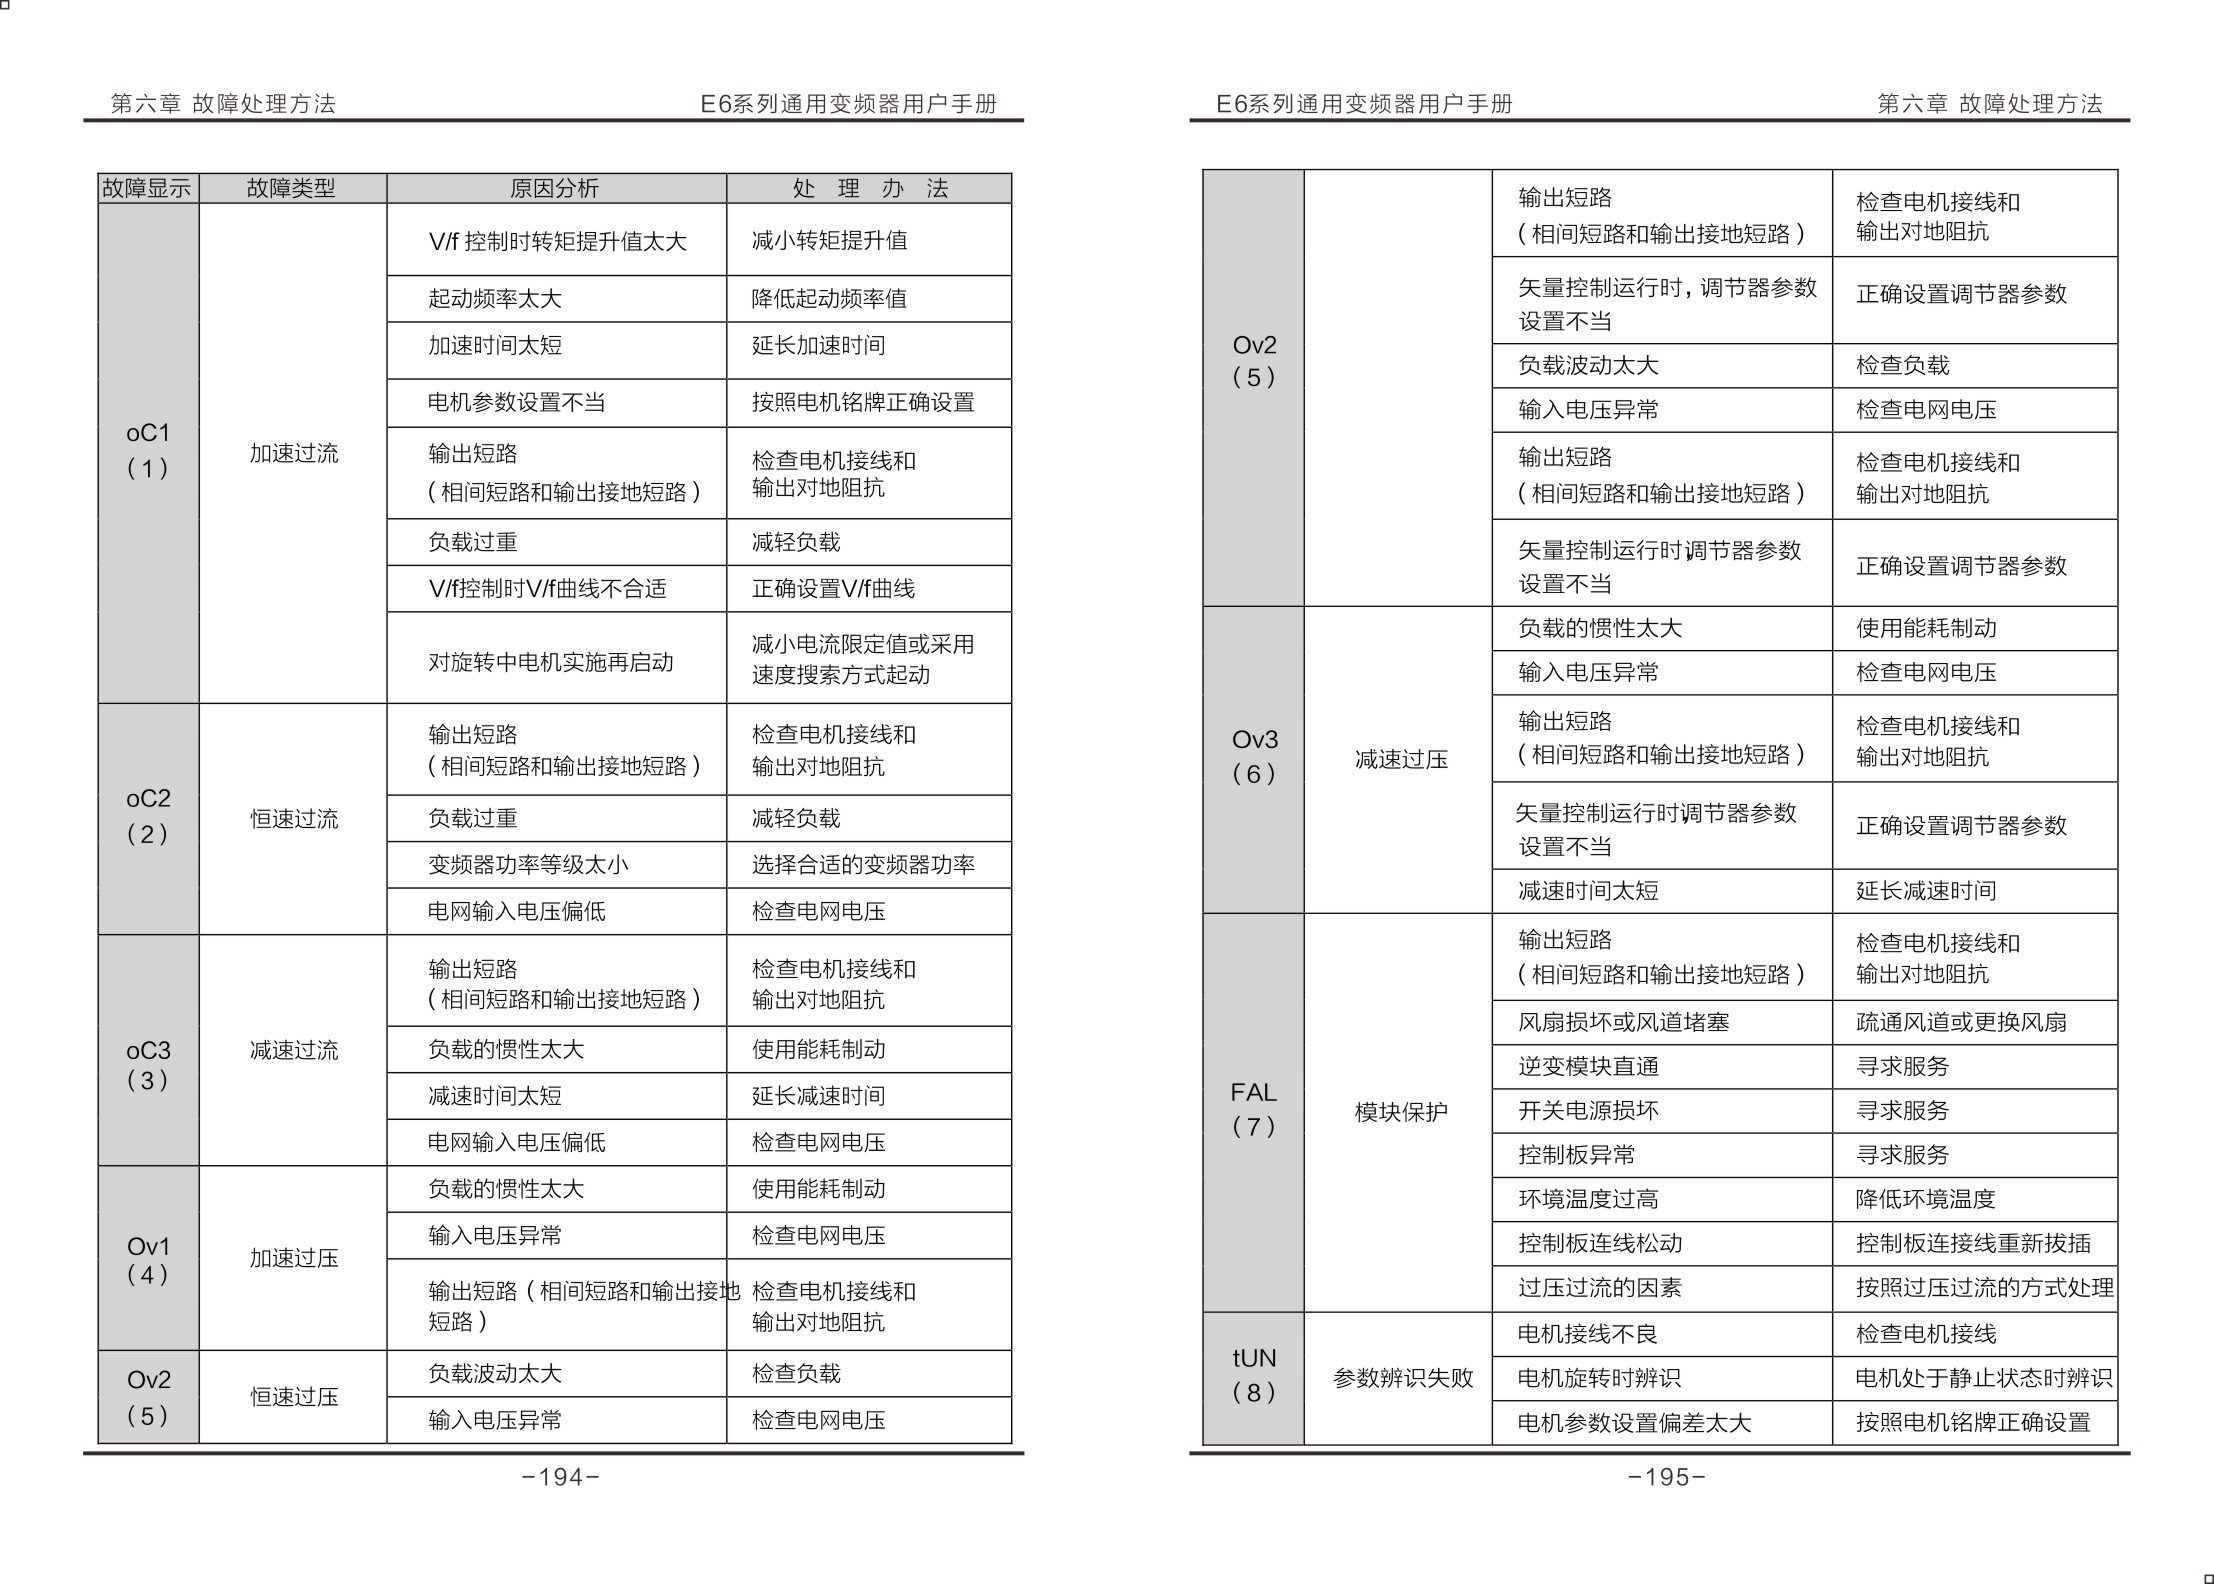 第六章 故障处理方法
E6系列通用变频器用户手册
故障显示 故障类型 原因分析 处 理 办 法
oC1
(1)
加速过流
V/f 控制时转矩提升值太大 减小转矩提升值
起动频率太大 降低起动频率值
加速时间太短 延长加速时间
电机参数设置不当 按照电机铭牌正确设置
输出短路
(相间短路和输出接地短路)
检查电机接线和
输出对地阻抗
负载过重 减轻负载
V/f控制时V/f曲线不合适 正确设置V/f曲线
对旋转中电机实施再启动
减小电流限定值或采用
速度搜索方式起动
oC2
(2)
恒速过流
输出短路
(相间短路和输出接地短路)
检查电机接线和
输出对地阻抗
负载过重 减轻负载
变频器功率等级太小 选择合适的变频器功率
电网输入电压偏低 检查电网电压
oC3
(3)
减速过流
输出短路
(相间短路和输出接地短路)
检查电机接线和
输出对地阻抗
负载的惯性太大 使用能耗制动
减速时间太短 延长减速时间
电网输入电压偏低 检查电网电压
Ov1
(4)
加速过压
负载的惯性太大 使用能耗制动
输入电压异常 检查电网电压
输出短路(相间短路和输出接地
短路)
检查电机接线和
输出对地阻抗
Ov2
(5)
恒速过压
负载波动太大 检查负载
输入电压异常 检查电网电压
-194-
E6系列通用变频器用户手册
第六章 故障处理方法
Ov2
(5)
输出短路
(相间短路和输出接地短路)
检查电机接线和
输出对地阻抗
矢量控制运行时,调节器参数
设置不当
正确设置调节器参数
负载波动太大 检查负载
输入电压异常 检查电网电压
输出短路
(相间短路和输出接地短路)
检查电机接线和
输出对地阻抗
矢量控制运行时,调节器参数
设置不当
正确设置调节器参数
Ov3
(6)
减速过压
负载的惯性太大 使用能耗制动
输入电压异常 检查电网电压
输出短路
(相间短路和输出接地短路)
检查电机接线和
输出对地阻抗
矢量控制运行时,调节器参数
设置不当
正确设置调节器参数
减速时间太短 延长减速时间
FAL
(7)
模块保护
输出短路
(相间短路和输出接地短路)
检查电机接线和
输出对地阻抗
风扇损坏或风道堵塞 疏通风道或更换风扇
逆变模块直通 寻求服务
开关电源损坏 寻求服务
控制板异常 寻求服务
环境温度过高 降低环境温度
控制板连线松动 控制板连接线重新拔插
过压过流的因素 按照过压过流的方式处理
tUN
(8)
参数辨识失败
电机接线不良 检查电机接线
电机旋转时辨识 电机处于静止状态时辨识
电机参数设置偏差太大 按照电机铭牌正确设置
-195-